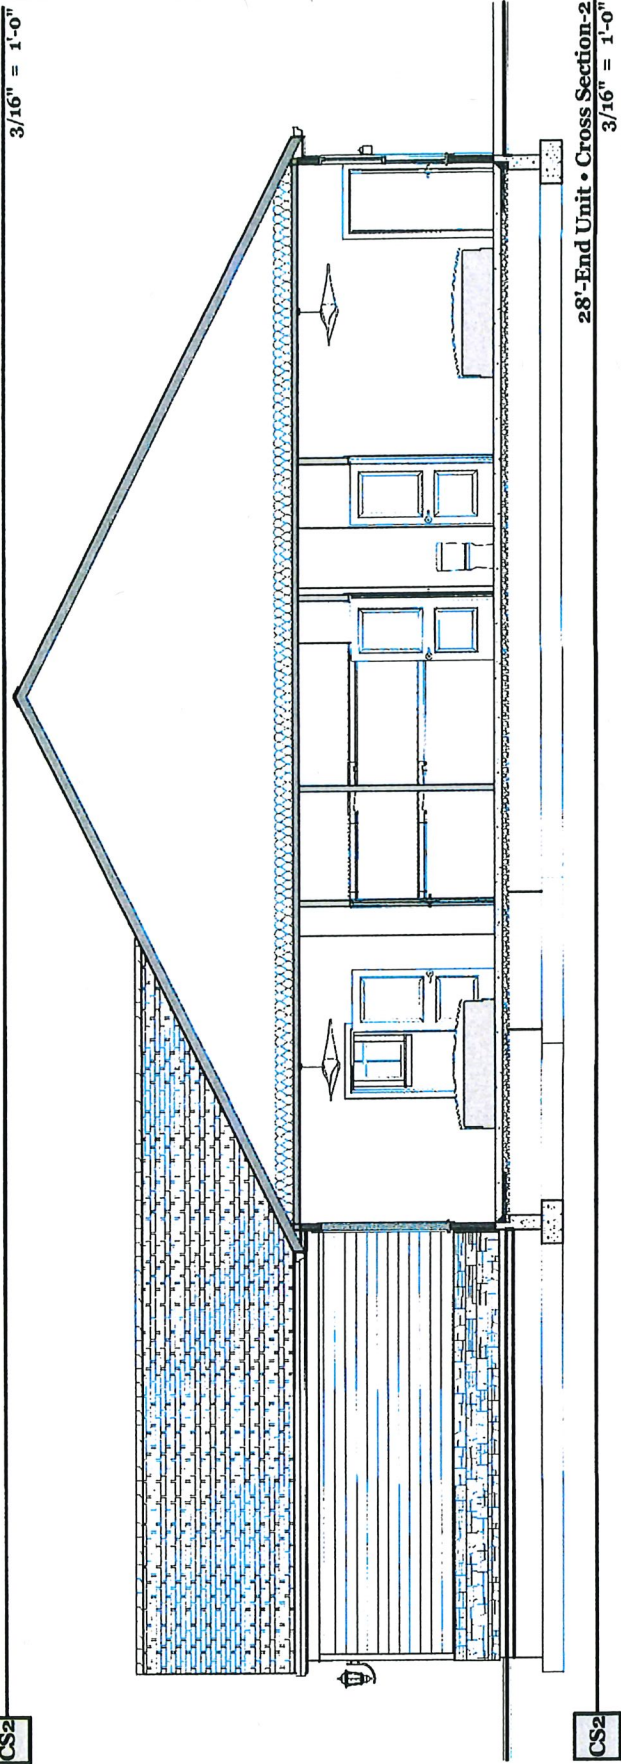 3/16" = 1'-0"
CS2
28'-End Unit • Cross Section-2
3/16" = 1'-0"
CS2